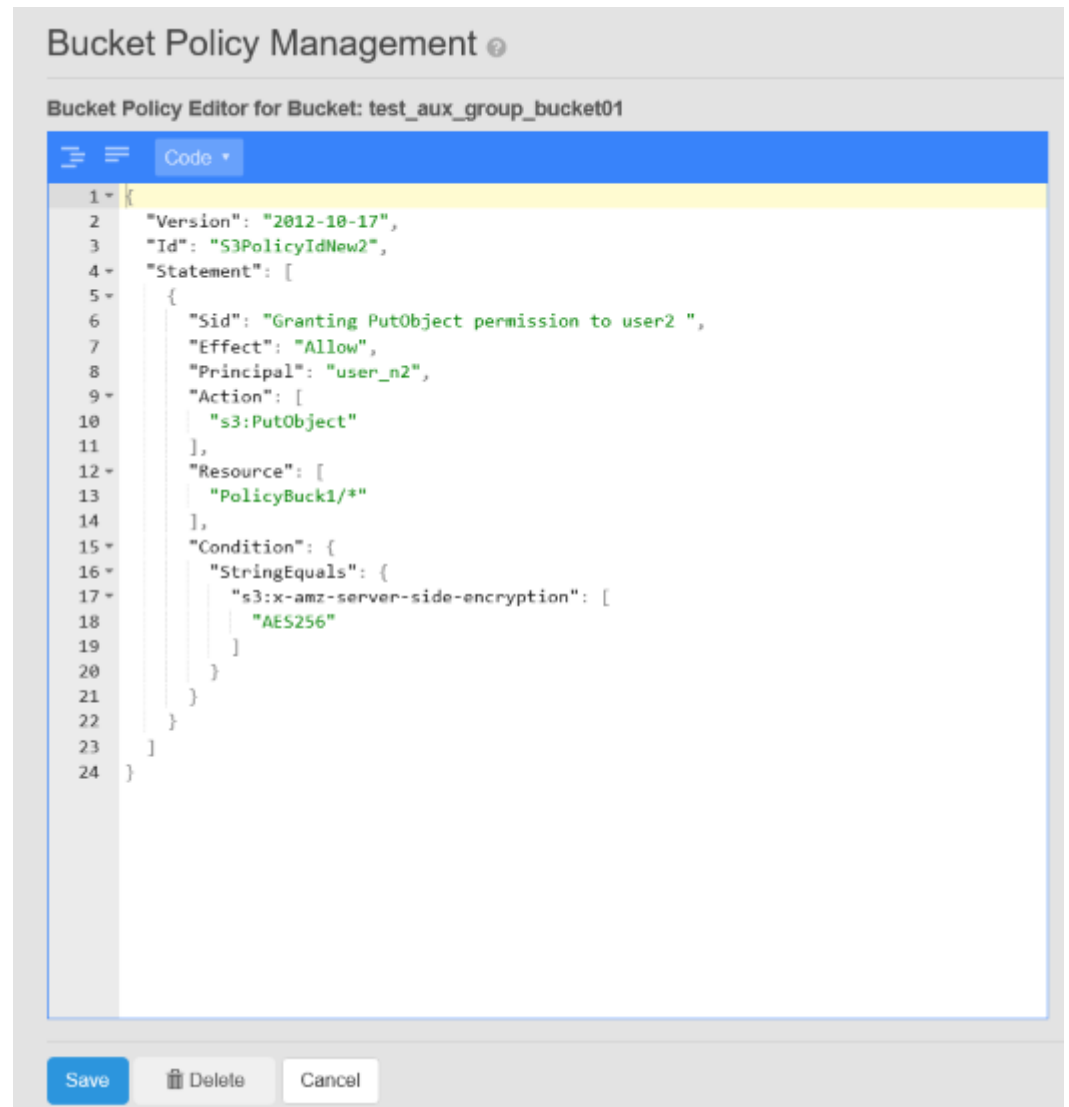 Bucket Policy Management
Bucket Policy Editor for Bucket: test_aux_group_bucket01
Code
1 {
2 "Version": "2012-10-17",
3 "Id": "S3PolicyIdNew2",
4 "Statement": [
5 {
6 "Sid": "Granting PutObject permission to user2 ",
7 "Effect": "Allow",
8 "Principal": "user_n2",
9 "Action": [
10 "s3:PutObject"
11 ],
12 "Resource": [
13 "PolicyBuck1/*"
14 ],
15 "Condition": {
16 "StringEquals": {
17 "s3:x-amz-server-side-encryption": [
18 "AES256"
19 ]
20 }
21 }
22 }
23 ]
24 }
Save Delete Cancel